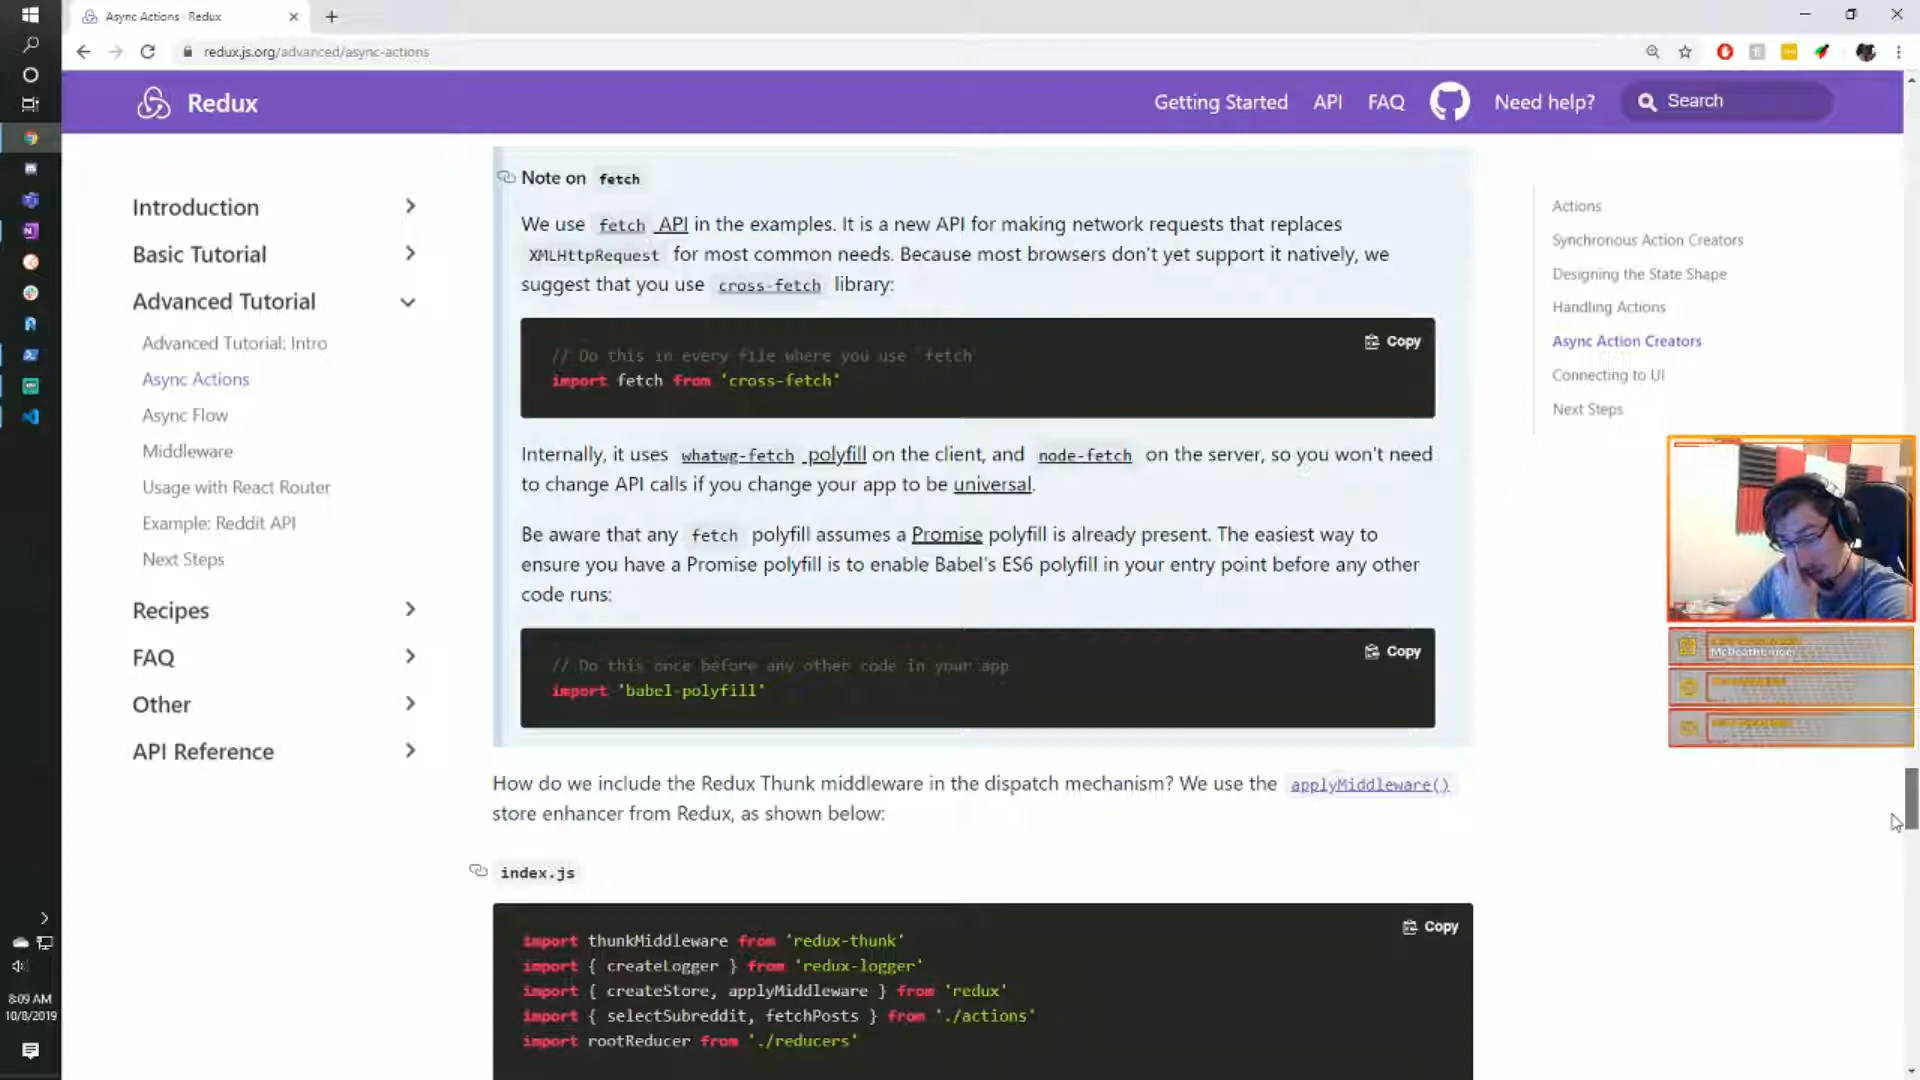 Async Actions · Redux
redux.js.org/advanced/async-actions
Redux
Getting Started
API
FAQ
Need help?
Search
Introduction
Basic Tutorial
Advanced Tutorial
Advanced Tutorial: Intro
Async Actions
Async Flow
Middleware
Usage with React Router
Example: Reddit API
Next Steps
Recipes
FAQ
Other
API Reference
Note on fetch
We use fetch API in the examples. It is a new API for making network requests that replaces
XMLHttpRequest for most common needs. Because most browsers don't yet support it natively, we
suggest that you use cross-fetch library:
Copy
// Do this in every file where you use `fetch`
import fetch from 'cross-fetch'
Internally, it uses whatwg-fetch polyfill on the client, and node-fetch on the server, so you won't need
to change API calls if you change your app to be universal.
Be aware that any fetch polyfill assumes a Promise polyfill is already present. The easiest way to
ensure you have a Promise polyfill is to enable Babel's ES6 polyfill in your entry point before any other
code runs:
Copy
// Do this once before any other code in your app
import 'babel-polyfill'
How do we include the Redux Thunk middleware in the dispatch mechanism? We use the applyMiddleware()
store enhancer from Redux, as shown below:
index.js
Copy
import thunkMiddleware from 'redux-thunk'
import { createLogger } from 'redux-logger'
import { createStore, applyMiddleware } from 'redux'
import { selectSubreddit, fetchPosts } from './actions'
import rootReducer from './reducers'
Actions
Synchronous Action Creators
Designing the State Shape
Handling Actions
Async Action Creators
Connecting to UI
Next Steps
8:09 AM
10/8/2019